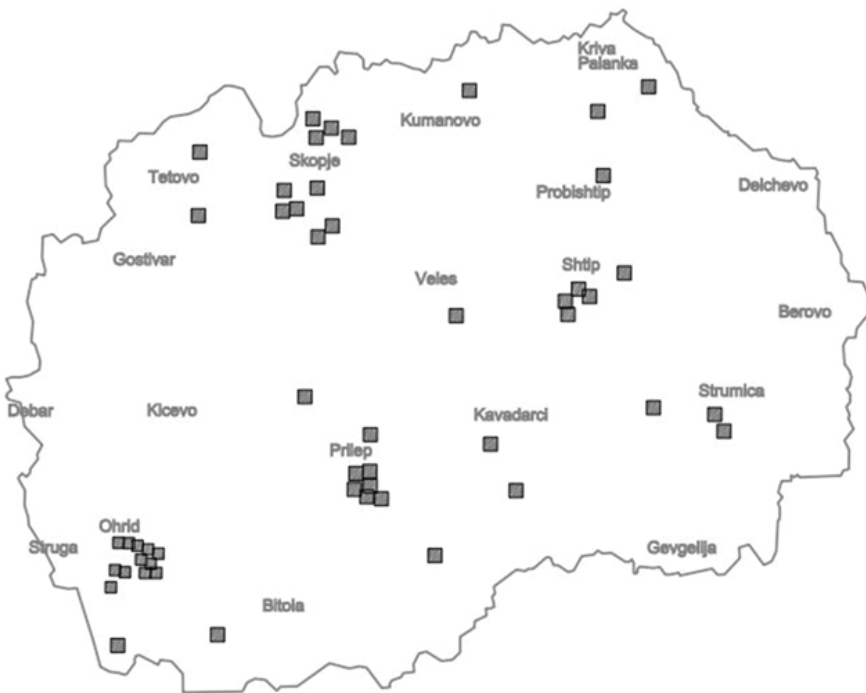 Kriva
Palanka
Kumanovo
Skopje
Tetovo
Delchevo
Probishtip
Gostivar
Shtip
Veles
Berovo
Strumica
Debar
Kicevo
Kavadarci
Prilep
Ohrid
Struga
Gevgelija
Bitola